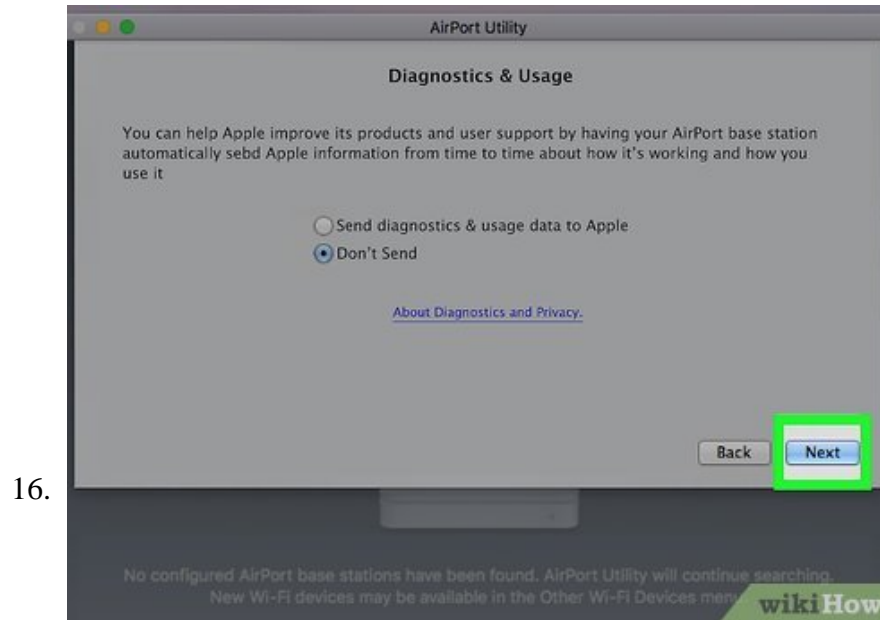 AirPort Utility
Diagnostics & Usage
You can help Apple improve its products and user support by having your AirPort base station
automatically sebd Apple information from time to time about how it's working and how you
use it
Send diagnostics & usage data to Apple
Don't Send
About Diagnostics and Privacy.
Back Next
16.
No configured AirPort base stations have been found. AirPort Utility will continue searching.
New Wi-Fi devices may be available in the Other Wi-Fi Devices
wikiHow